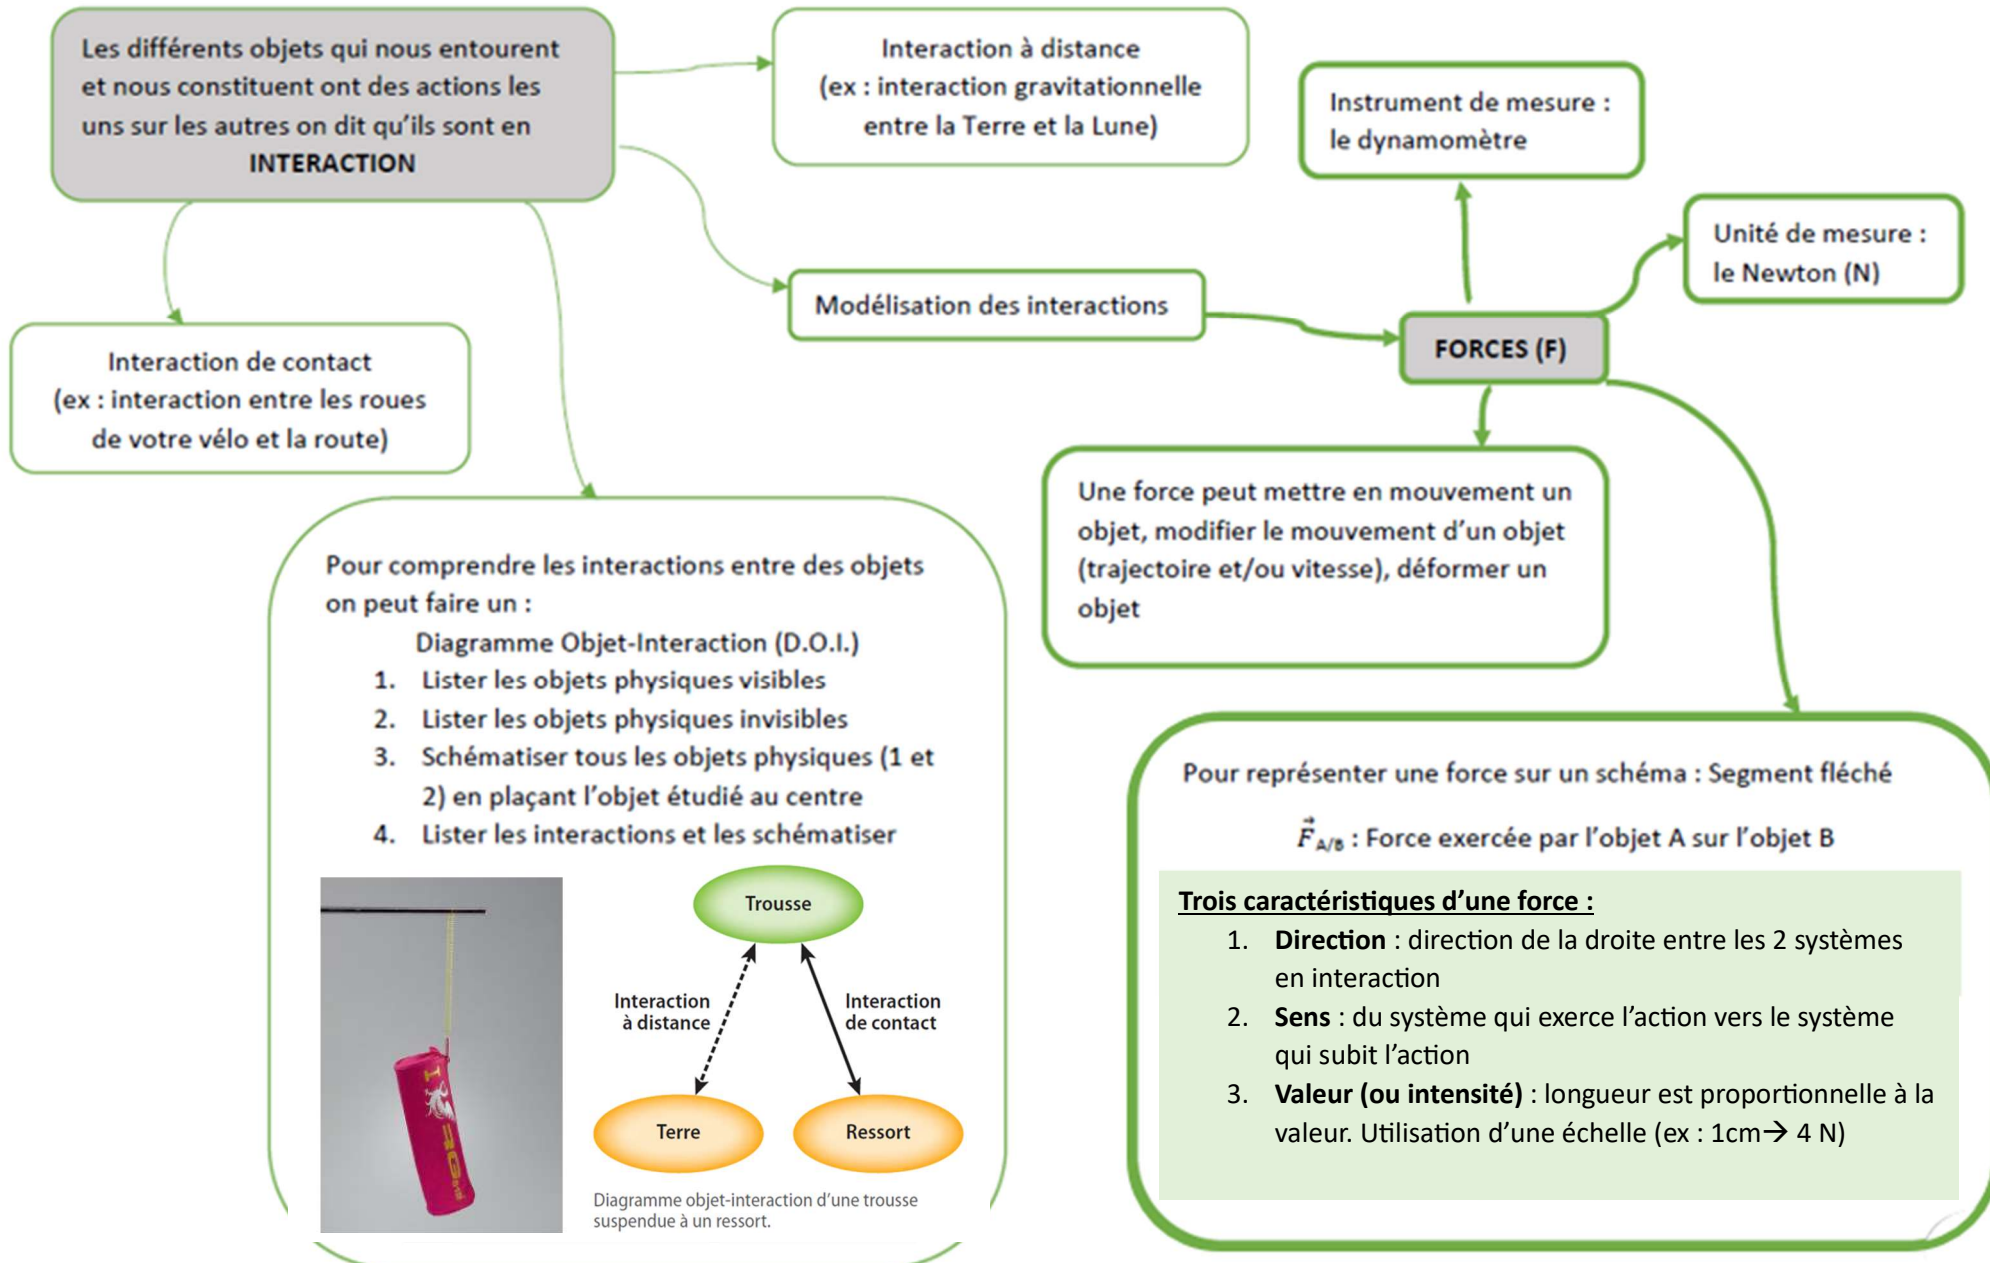 Les différents objets qui nous entourent
et nous constituent ont des actions les
uns sur les autres on dit qu'ils sont en
INTERACTION
Interaction à distance
(ex : interaction gravitationnelle
entre la Terre et la Lune)
Instrument de mesure :
le dynamomètre
Unité de mesure :
le Newton (N)
Modélisation des interactions
FORCES (F)
Interaction de contact
(ex : interaction entre les roues
de votre vélo et la route)
Une force peut mettre en mouvement un
objet, modifier le mouvement d'un objet
(trajectoire et/ou vitesse), déformer un
objet
Pour comprendre les interactions entre des objets
on peut faire un :
Diagramme Objet-Interaction (D.O.I.)
1. Lister les objets physiques visibles
2. Lister les objets physiques invisibles
3. Schématiser tous les objets physiques (1 et
2) en plaçant l'objet étudié au centre
4. Lister les interactions et les schématiser
Trousse
Interaction
à distance
Interaction
de contact
Terre
Ressort
Diagramme objet-interaction d'une trousse
suspendue à un ressort.
Pour représenter une force sur un schéma : Segment fléché
F⃗ A/B : Force exercée par l'objet A sur l'objet B
Trois caractéristiques d'une force :
1. Direction : direction de la droite entre les 2 systèmes
en interaction
2. Sens : du système qui exerce l'action vers le système
qui subit l'action
3. Valeur (ou intensité) : longueur est proportionnelle à la
valeur. Utilisation d'une échelle (ex : 1cm→ 4 N)